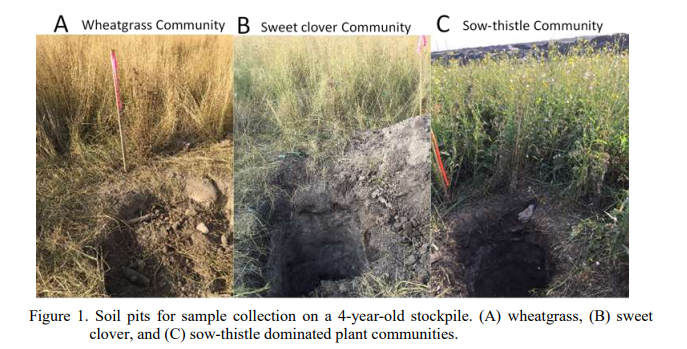 A Wheatgrass Community B Sweet clover Community C Sow-thistle Community
Figure 1. Soil pits for sample collection on a 4-year-old stockpile. (A) wheatgrass, (B) sweet
clover, and (C) sow-thistle dominated plant communities.